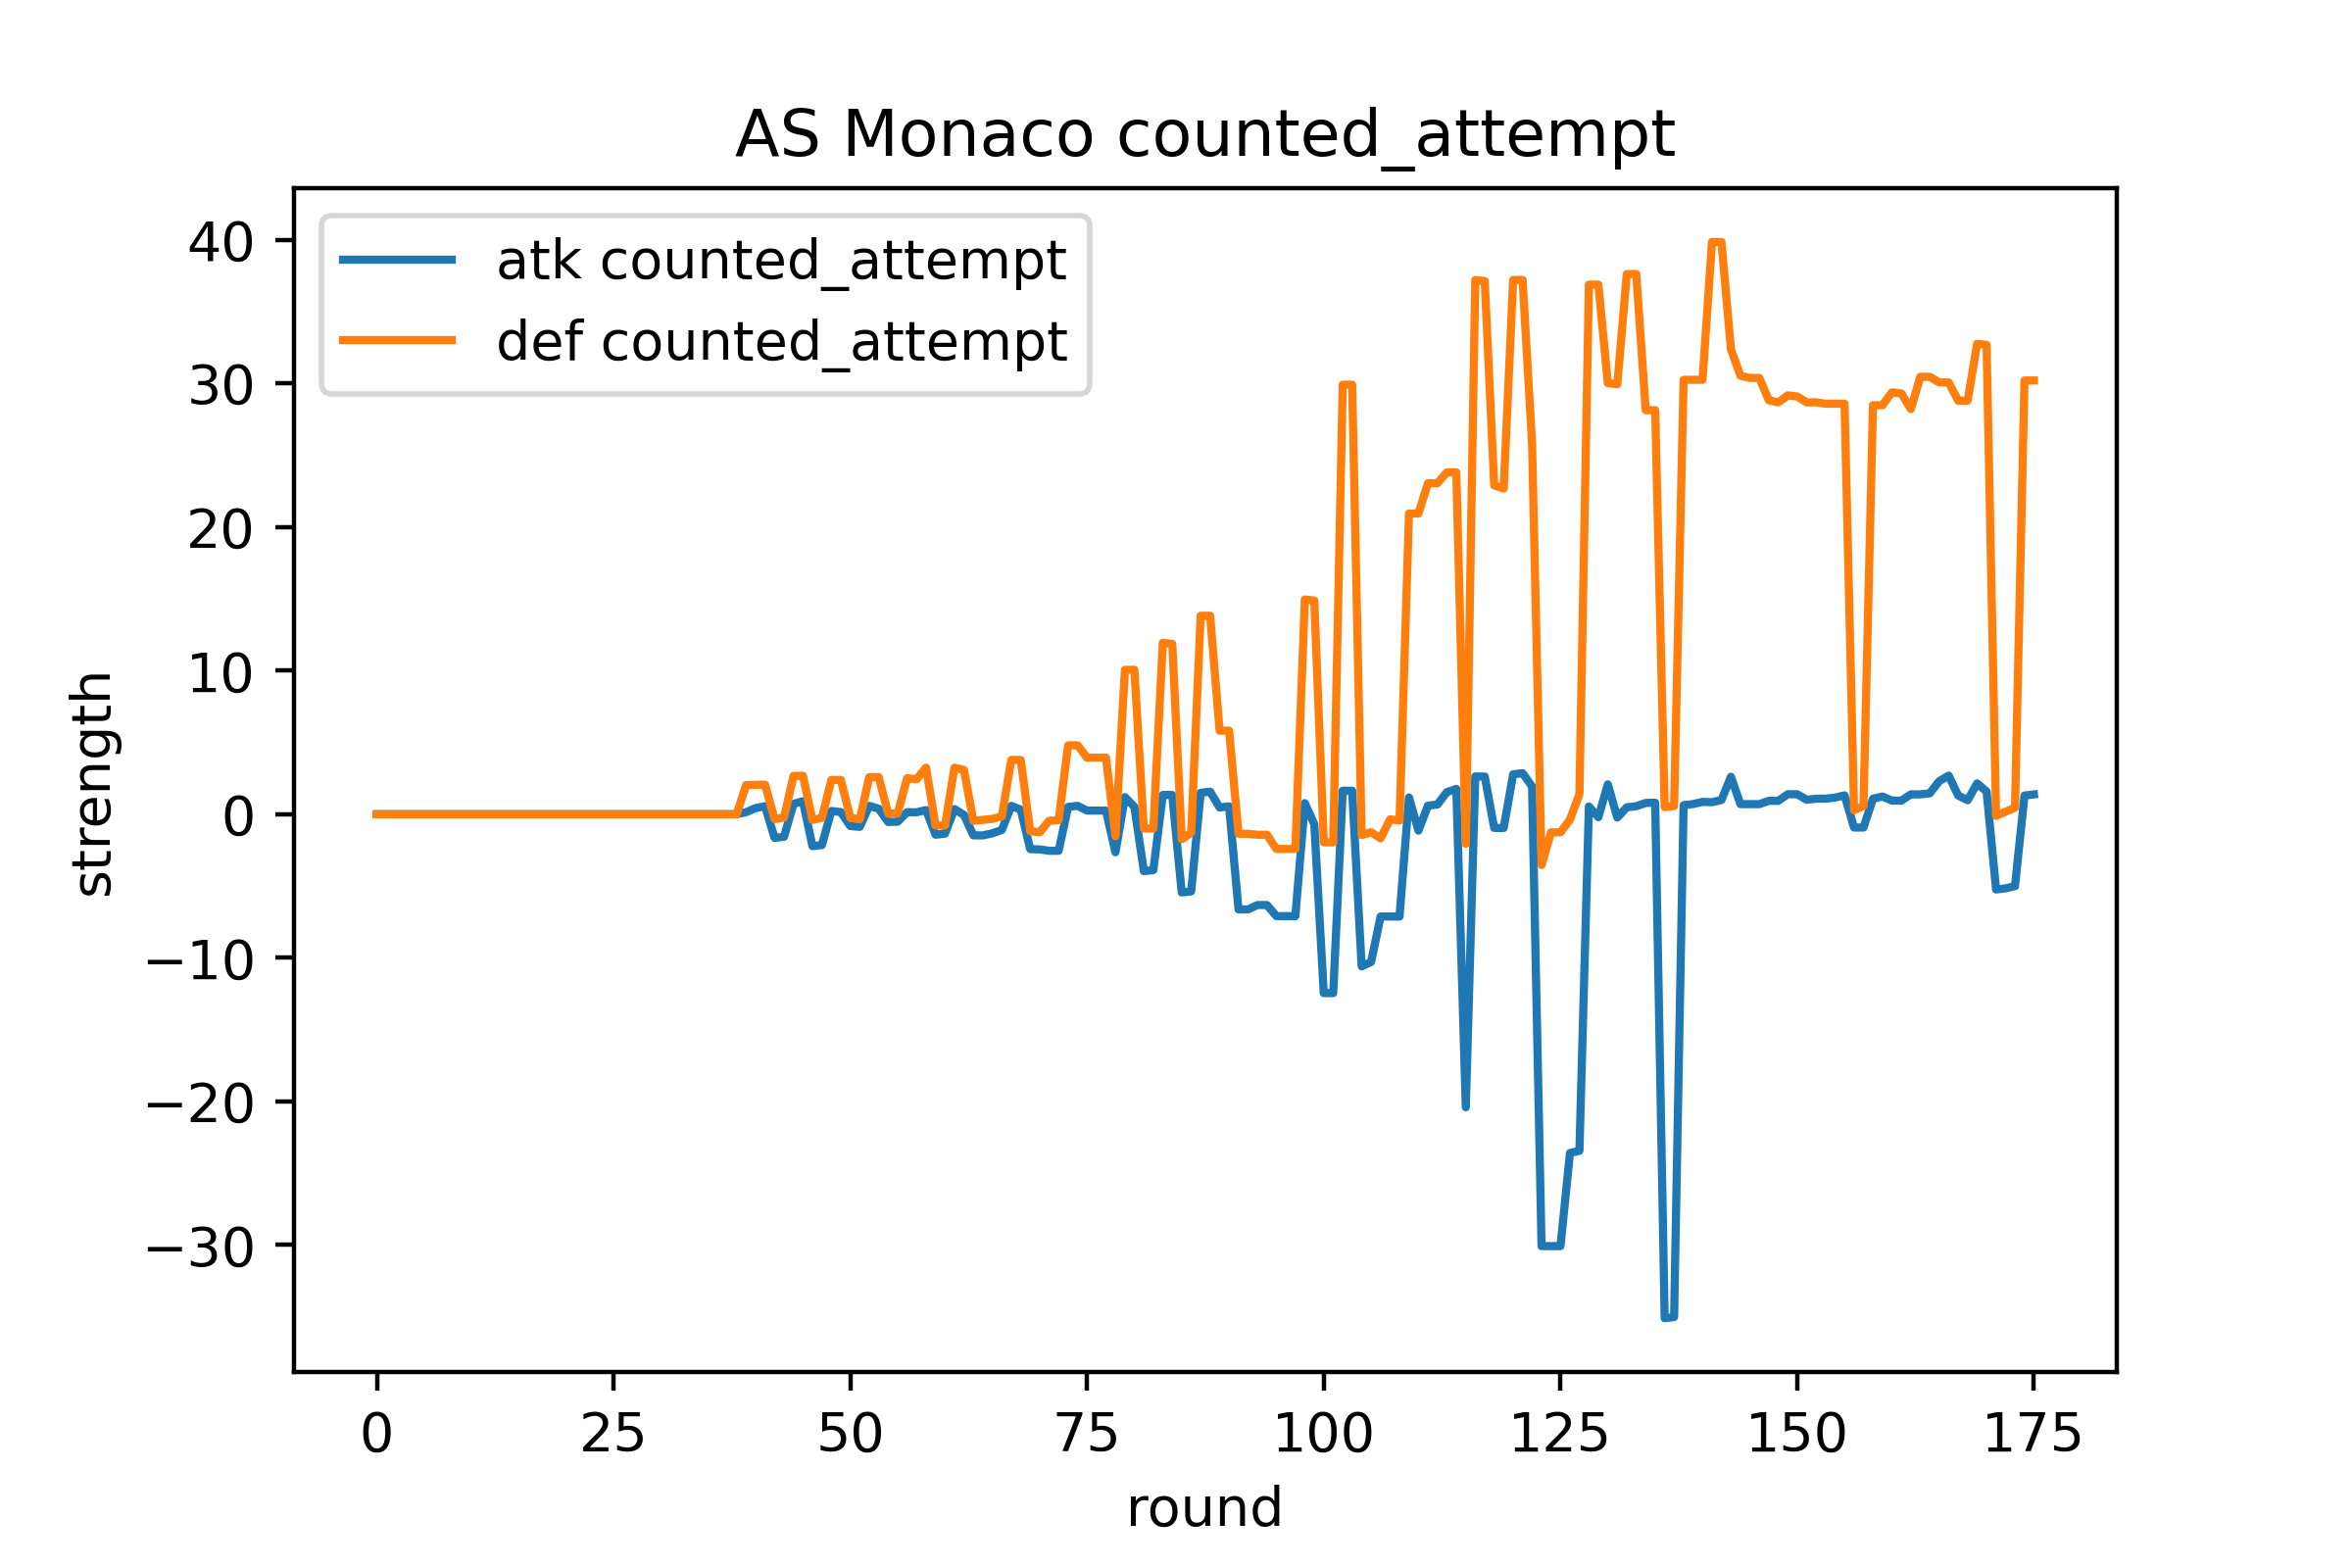 AS Monaco counted_attempt
atk counted_attempt
def counted_attempt
40
30
20
10
0
−10
−20
−30
strength
0 25 50 75 100 125 150 175
round